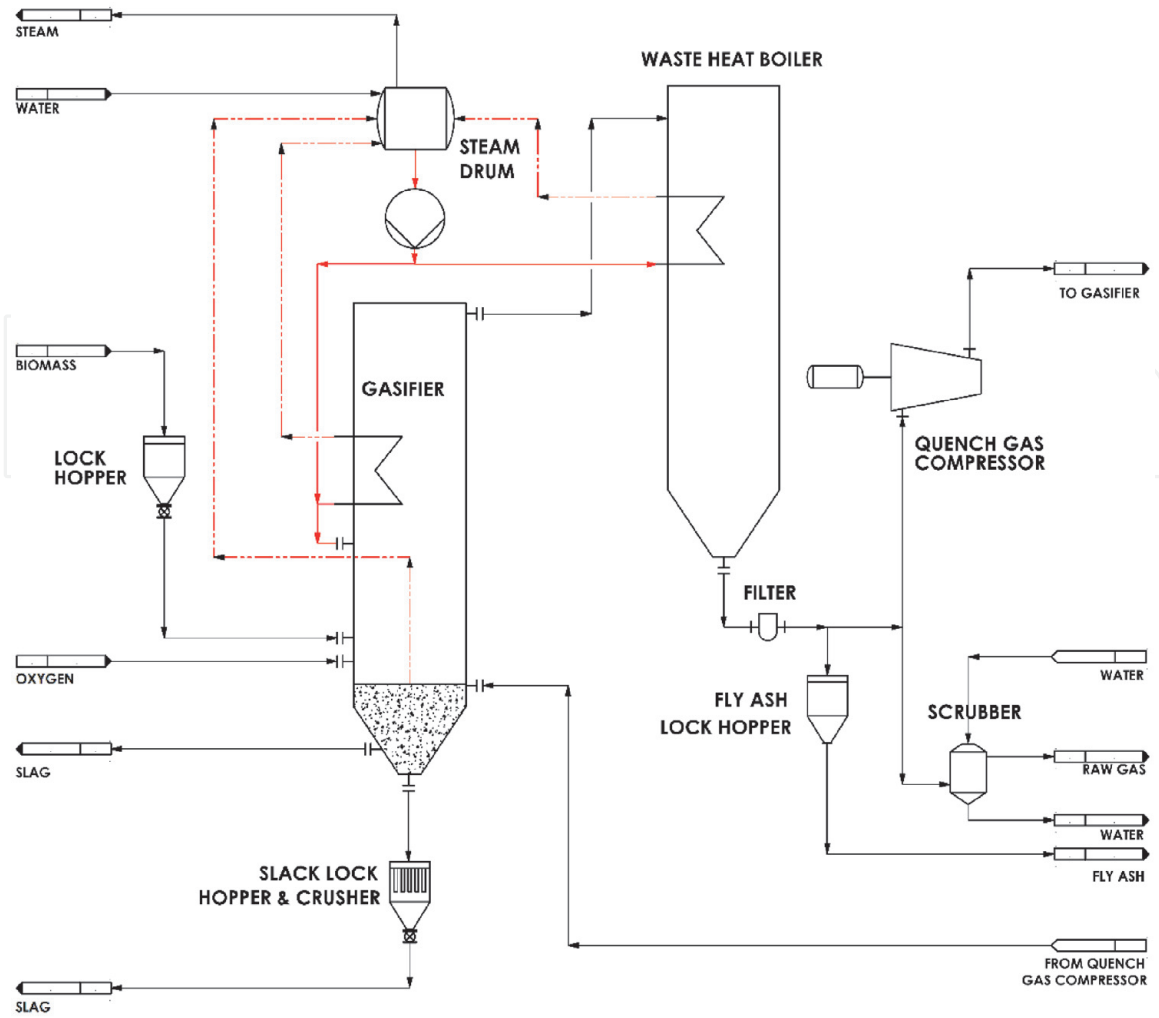 STEAM
WASTE HEAT BOILER
WATER
STEAM
DRUM
TO GASIFIER
BIOMASS
GASIFIER
LOCK
HOPPER
QUENCH GAS
COMPRESSOR
FILTER
OXYGEN
WATER
FLY ASH
LOCK HOPPER
SCRUBBER
SLAG
RAW GAS
WATER
SLACK LOCK
HOPPER & CRUSHER
FLY ASH
FROM QUENCH
GAS COMPRESSOR
SLAG